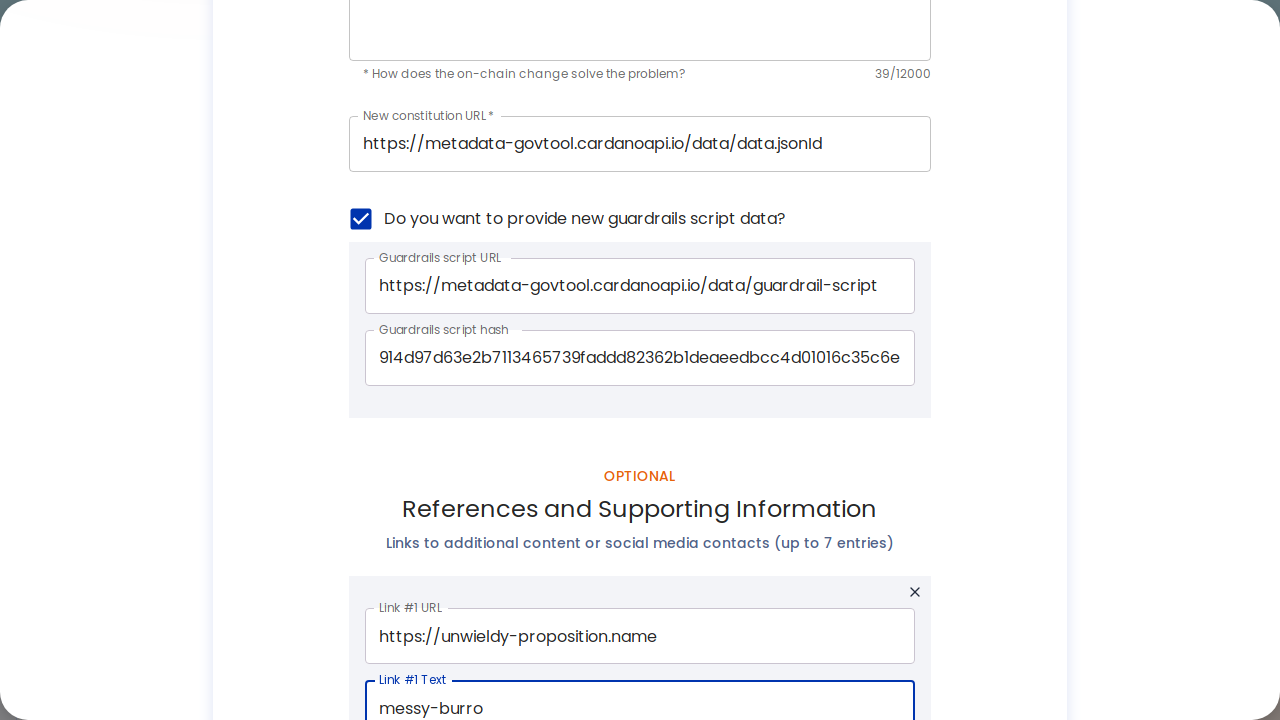 * How does the on-chain change solve the problem?
39/12000
New constitution URL *
https://metadata-govtool.cardanoapi.io/data/data.jsonId
Do you want to provide new guardrails script data?
Guardrails script URL
https://metadata-govtool.cardanoapi.io/data/guardrail-script
Guardrails script hash
914d97d63e2b7113465739faddd82362b1deaeedbcc4d01016c35c6e
OPTIONAL
References and Supporting Information
Links to additional content or social media contacts (up to 7 entries)
Link #1 URL
https://unwieldy-proposition.name
Link #1 Text
messy-burro